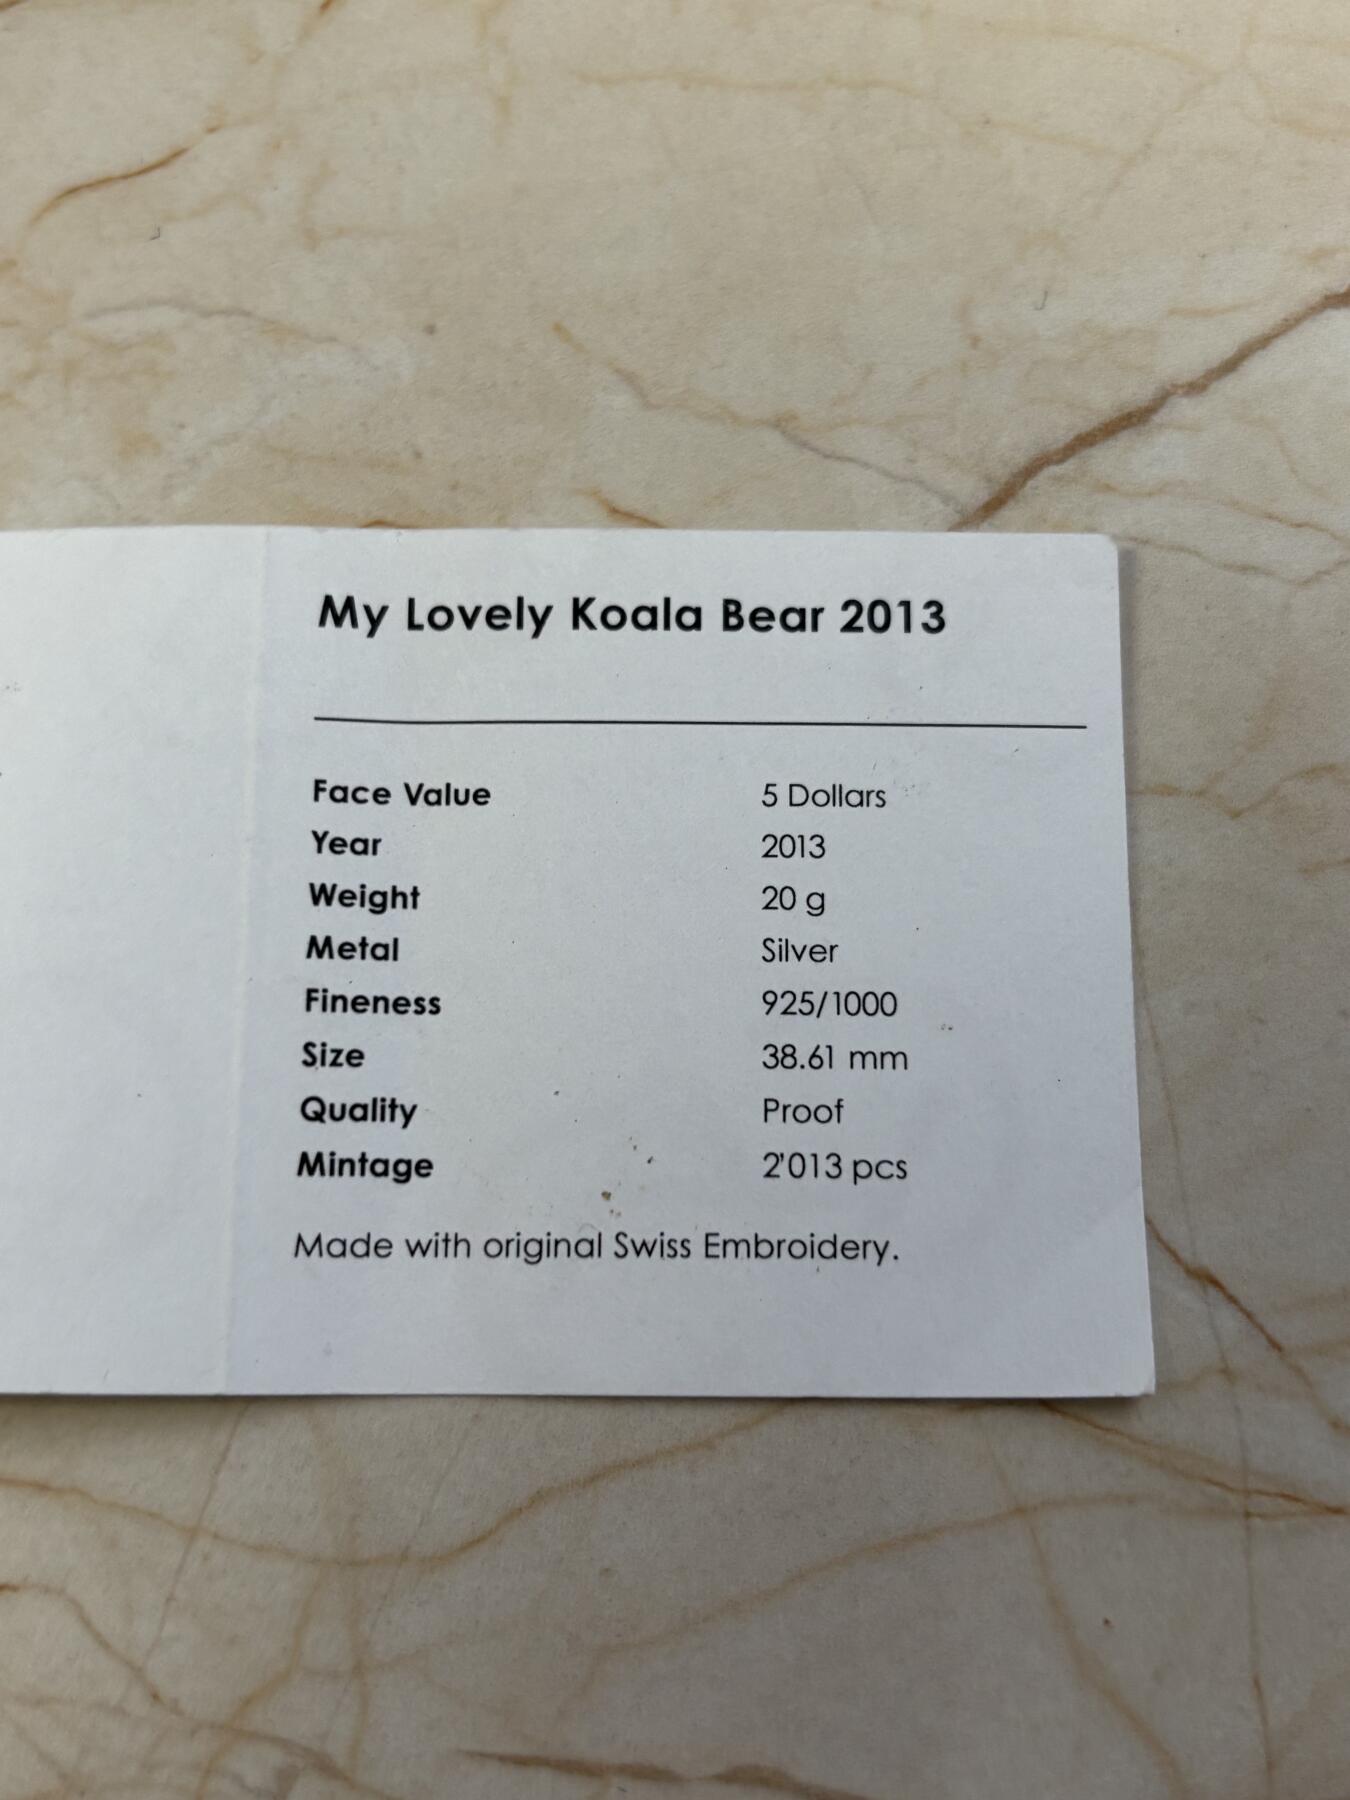 My Lovely Koala Bear 2013
Face Value 5 Dollars
Year 2013
Weight 20 g
Metal Silver
Fineness 925/1000
Size 38.61 mm
Quality Proof
Mintage 2'013 pcs
Made with original Swiss Embroidery.